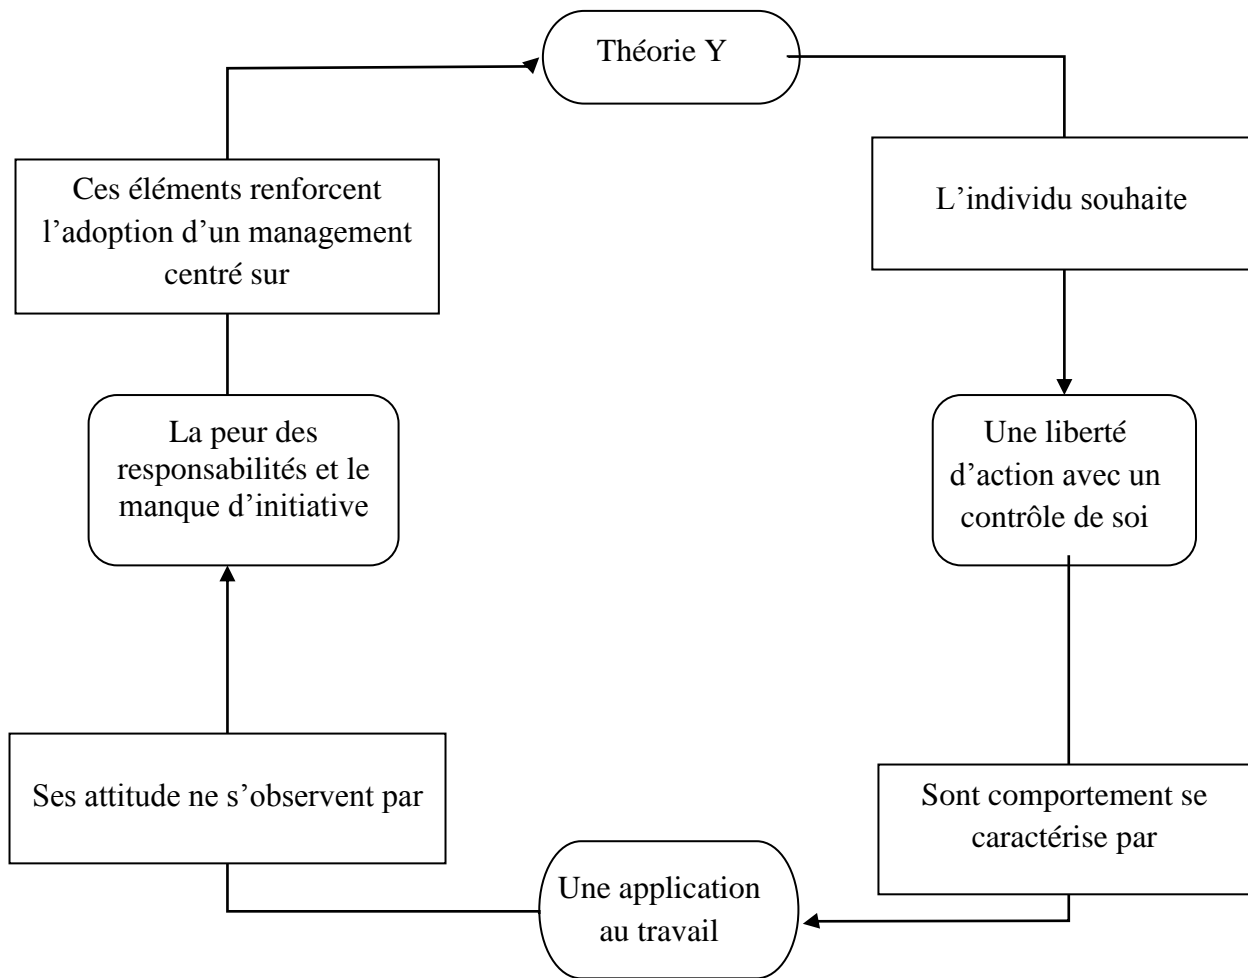 Théorie Y
L’individu souhaite
Une liberté
d’action avec un
contrôle de soi
Sont comportement se
caractérise par
Une application
au travail
Ses attitude ne s’observent par
La peur des
responsabilités et le
manque d’initiative
Ces éléments renforcent
l’adoption d’un management
centré sur